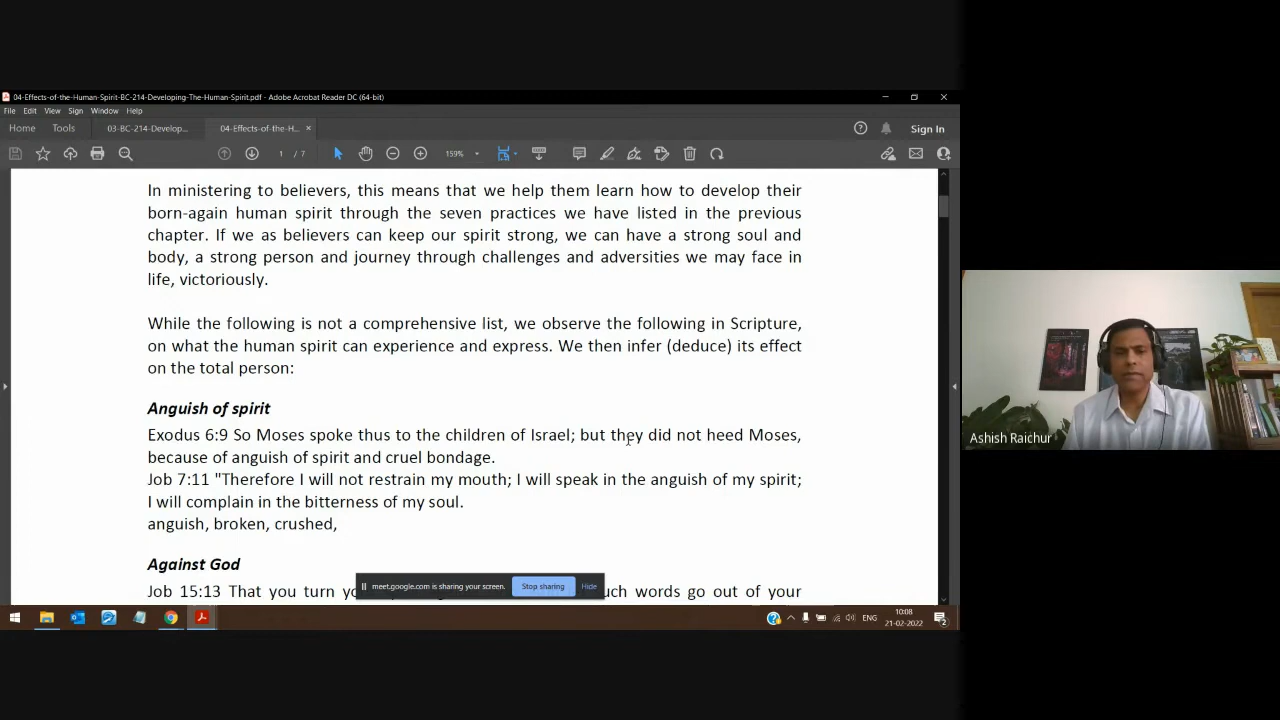 04-Effects-of-the-Human-Spirit-BC-214-Developing-The-Human-Spirit.pdf - Adobe Acrobat Reader DC (64-bit)
File Edit View Sign Window Help
Home Tools 03-BC-214-Develop... 04-Effects-of-the-H... × Sign In
1 / 7 159%
In ministering to believers, this means that we help them learn how to develop their
born-again human spirit through the seven practices we have listed in the previous
chapter. If we as believers can keep our spirit strong, we can have a strong soul and
body, a strong person and journey through challenges and adversities we may face in
life, victoriously.
While the following is not a comprehensive list, we observe the following in Scripture,
on what the human spirit can experience and express. We then infer (deduce) its effect
on the total person:
Anguish of spirit
Exodus 6:9 So Moses spoke thus to the children of Israel; but they did not heed Moses,
because of anguish of spirit and cruel bondage.
Job 7:11 "Therefore I will not restrain my mouth; I will speak in the anguish of my spirit;
I will complain in the bitterness of my soul.
anguish, broken, crushed,
Against God
Job 15:13 That you turn yo
uch words go out of your
meet.google.com is sharing your screen. Stop sharing Hide
ENG
10:08
21-02-2022
2
Ashish Raichur